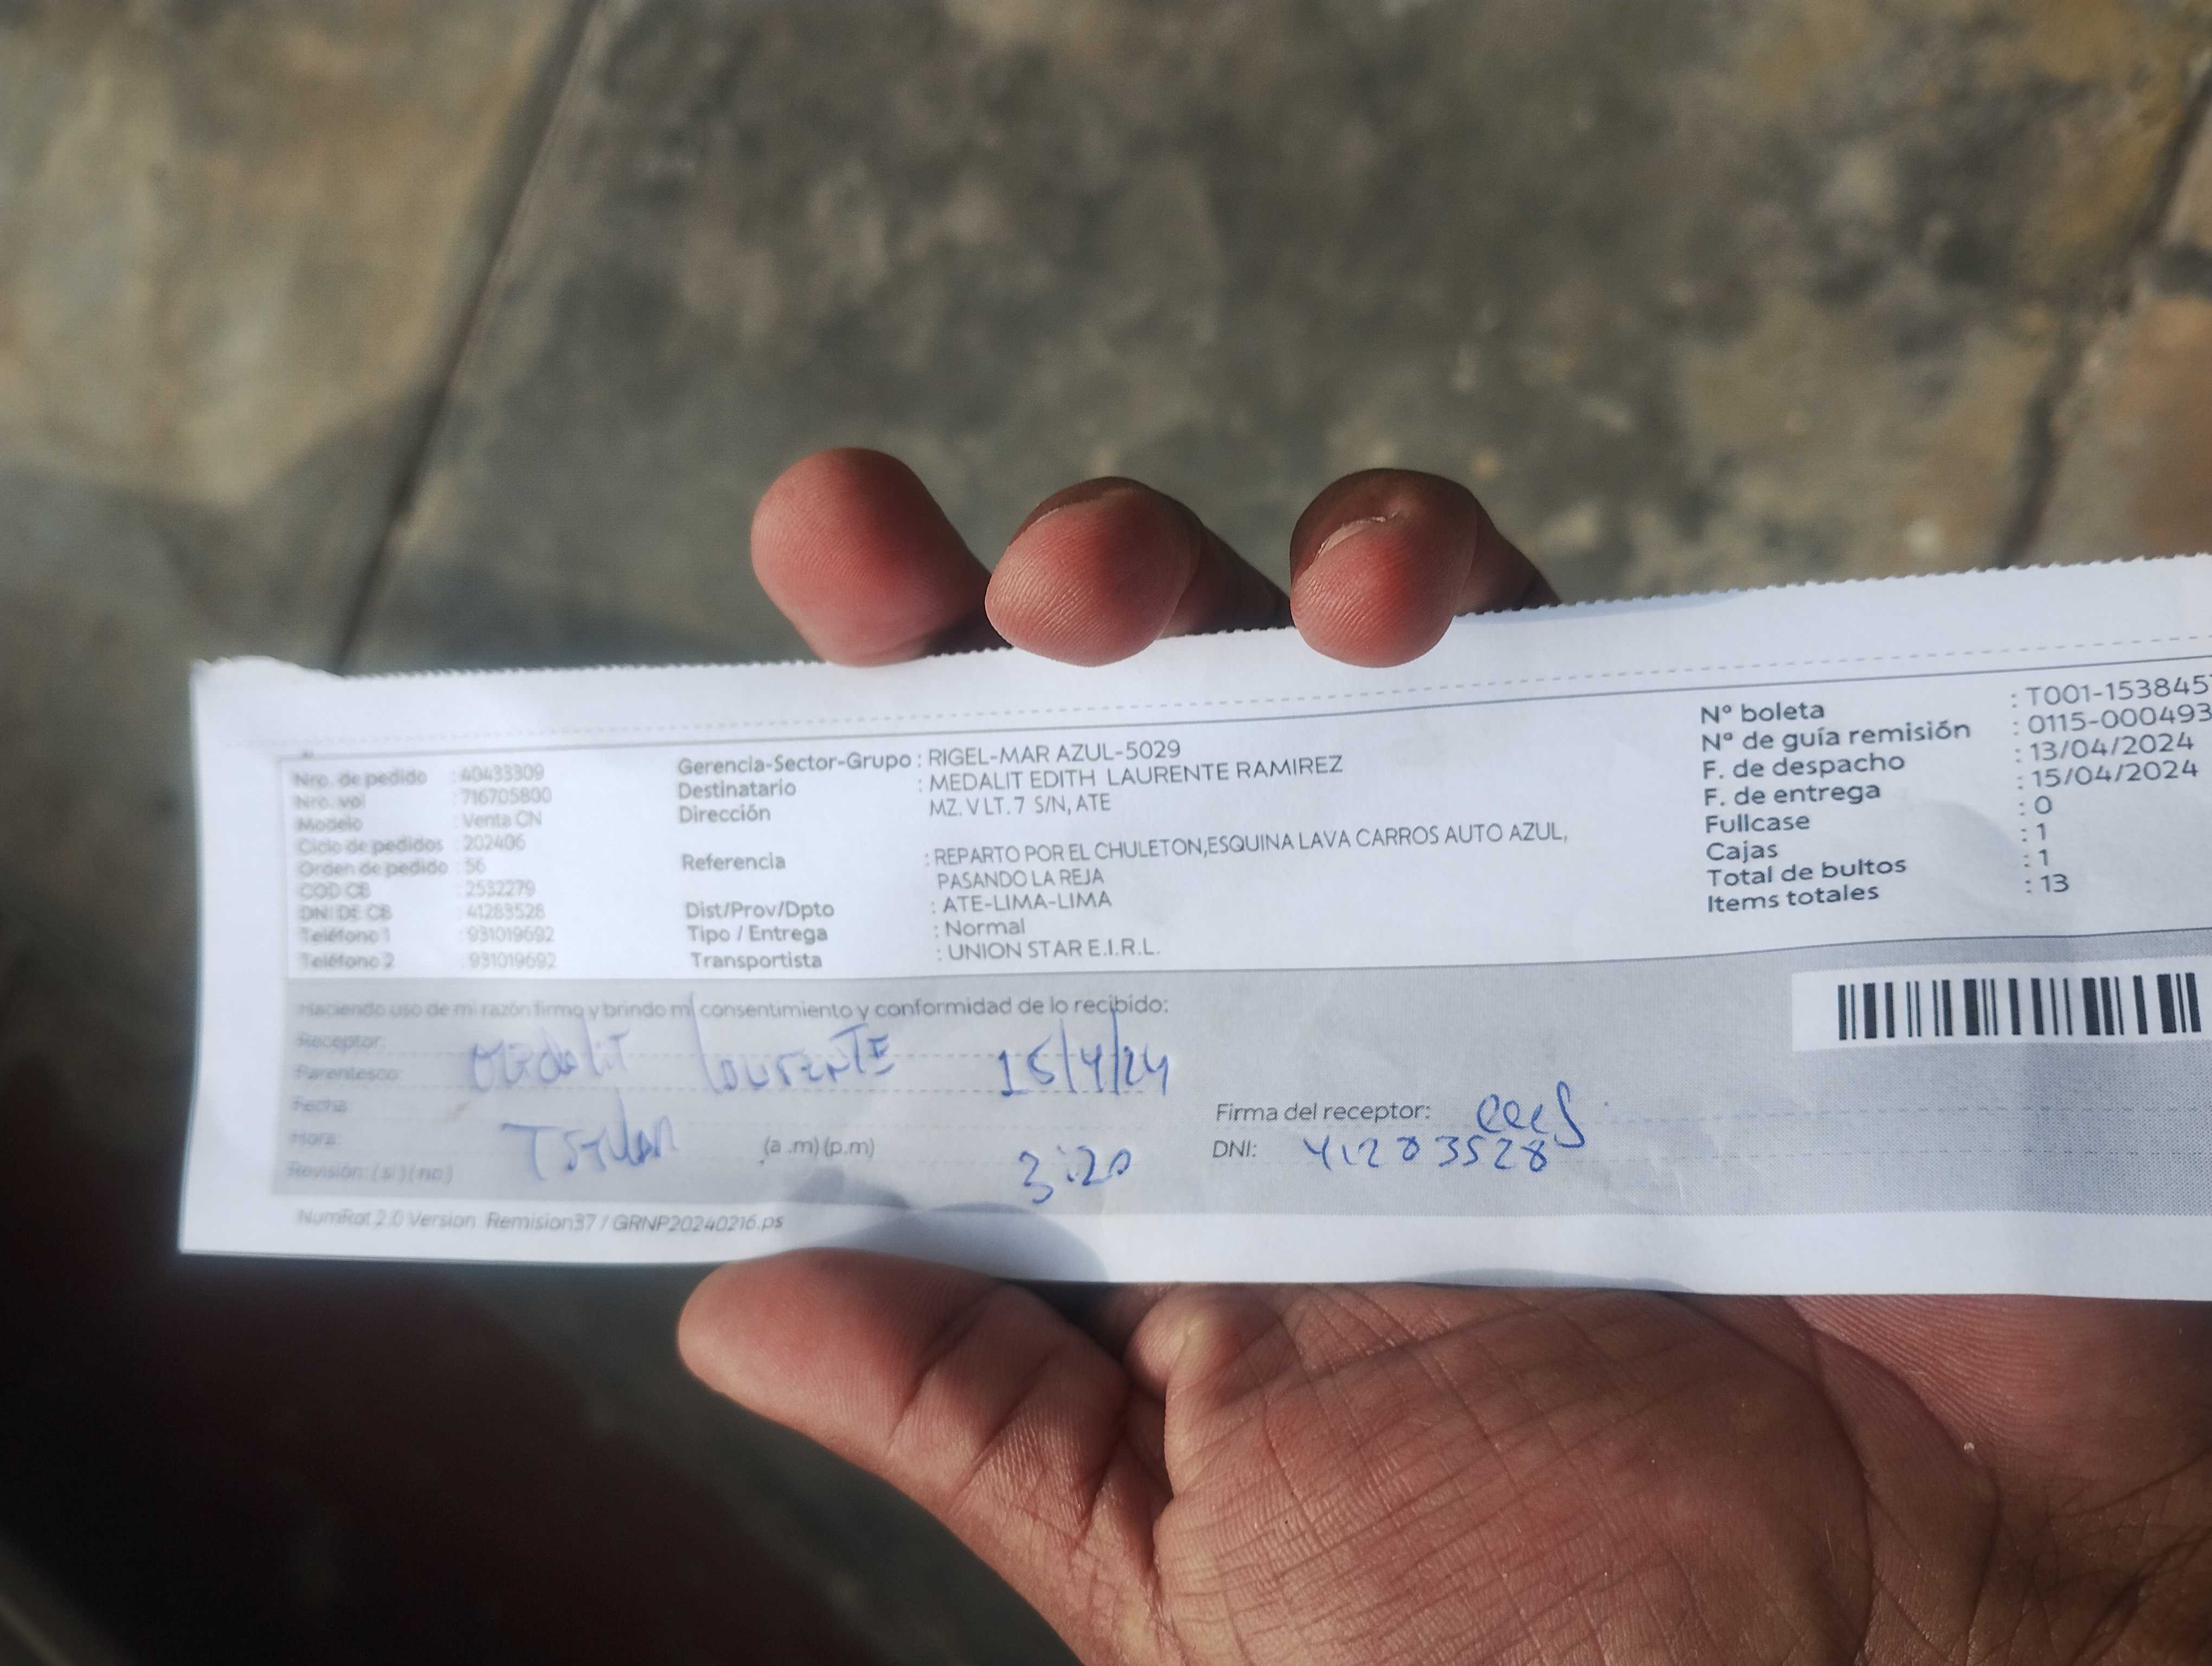 Nro. de pedido : 40433309
Nro. vol : 716705800
Modelo : Venta CN
Ciclo de pedidos : 202406
Orden de pedido : 56
COD CB : 2532279
DNI DE CB : 41283528
Teléfono 1 : 931019692
Teléfono 2 : 931019692
Gerencia-Sector-Grupo : RIGEL-MAR AZUL-5029
Destinatario : MEDALIT EDITH LAURENTE RAMIREZ
Dirección MZ. V LT. 7 S/N, ATE
Referencia : REPARTO POR EL CHULETON,ESQUINA LAVA CARROS AUTO AZUL,
PASANDO LA REJA
Dist/Prov/Dpto : ATE-LIMA-LIMA
Tipo / Entrega : Normal
Transportista : UNION STAR E.I.R.L.
N° boleta : T001-153845
N° de guía remisión : 0115-000493
F. de despacho : 13/04/2024
F. de entrega : 15/04/2024
Fullcase : 0
Cajas : 1
Total de bultos : 1
Items totales : 13
Haciendo uso de mi razón firmo y brindo mi consentimiento y conformidad de lo recibido:
Receptor:
Parentesco: 15/4/24
Fecha
Hora: (a .m) (p.m) 3:20
Revisión: (si) (no)
Firma del receptor:
DNI: 41283528
NumRot 2.0 Version Remision37 / GRNP20240216.ps